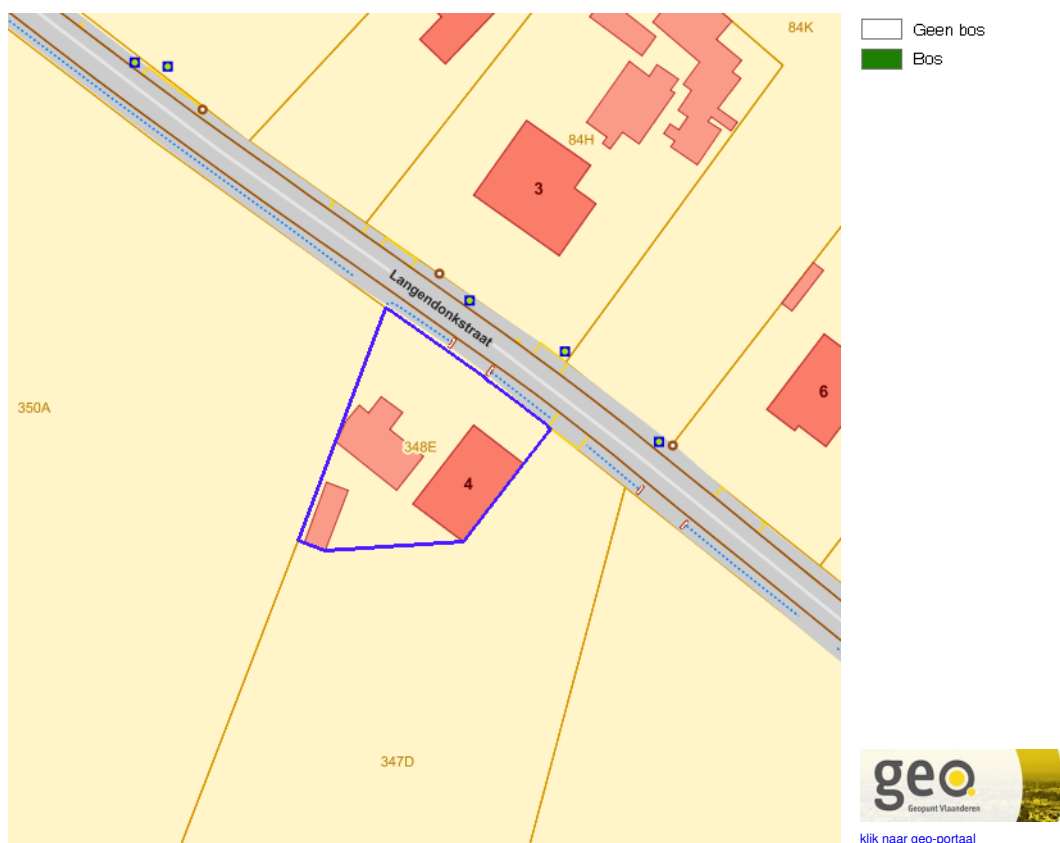 84K
Geen bos
Bos
84H
3
Langendonkstraat
6
350A
348E
4
347D
geo.
Geopunt Vlaanderen
klik naar geo-portaal